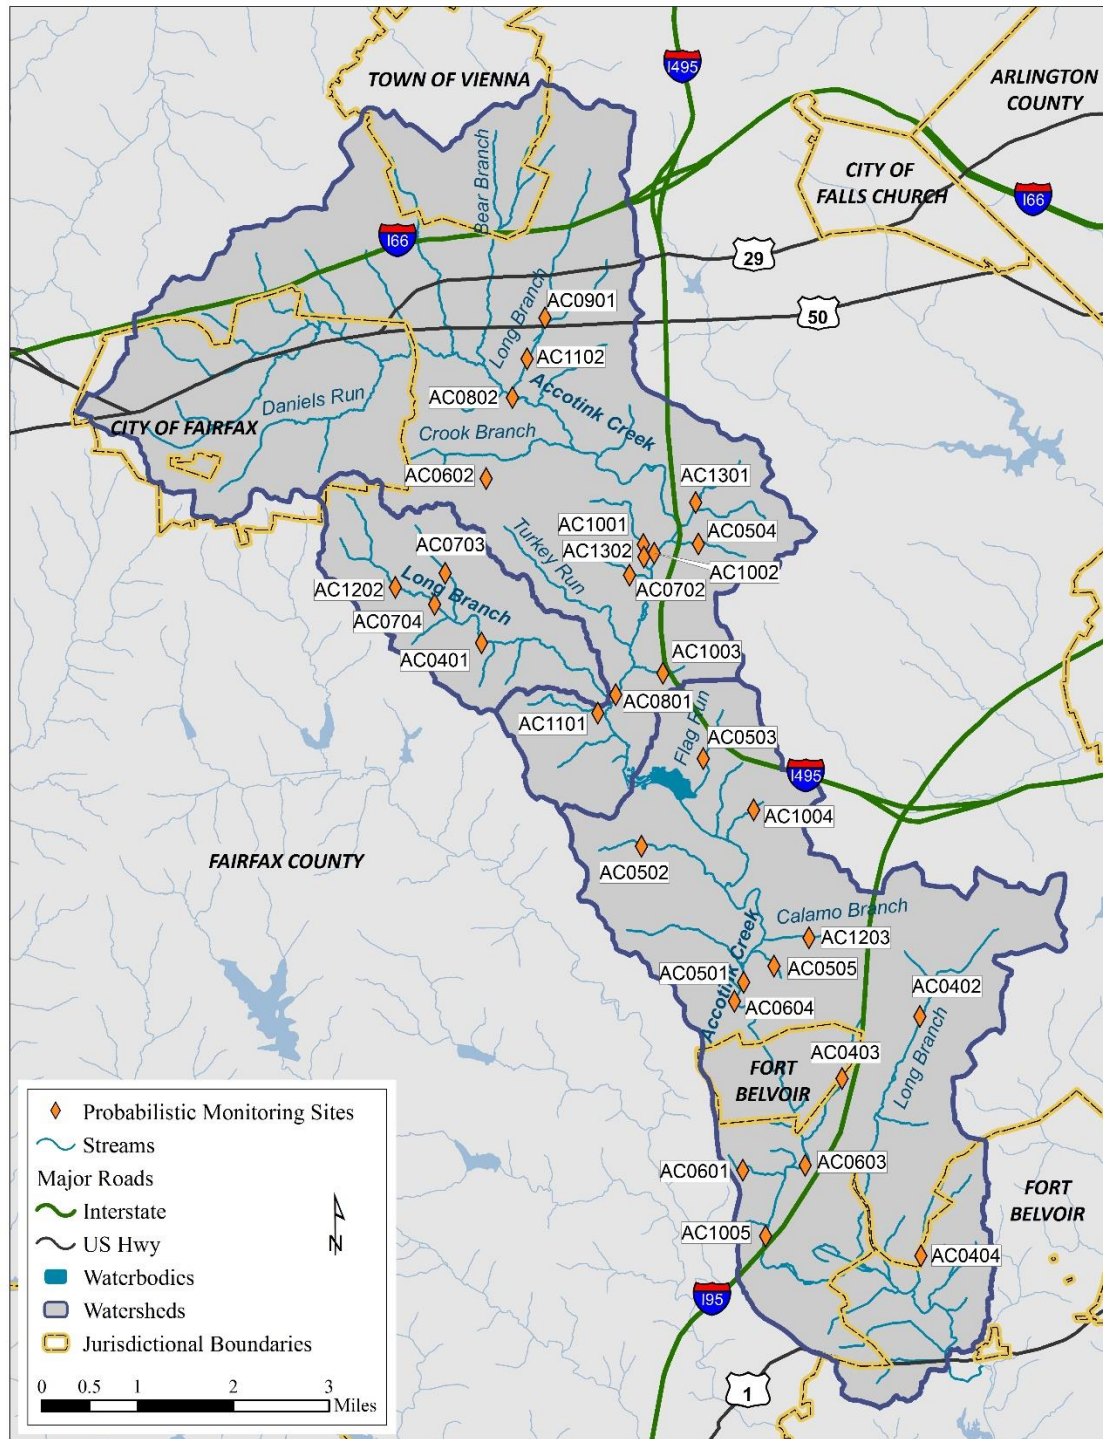 I495
TOWN OF VIENNA
ARLINGTON
COUNTY
Bear Branch
CITY OF
FALLS CHURCH
I66
I66
29
Long Branch
AC0901
50
AC1102
AC0802
Accotink Creek
Daniels Run
CITY OF FAIRFAX
Crook Branch
AC0602
AC1301
AC1001
AC0504
Turkey Run
AC1302
AC0703
AC1002
AC1202
Long Branch
AC0702
AC0704
AC0401
AC1003
AC0801
AC1101
Flag Run
AC0503
I495
AC1004
FAIRFAX COUNTY
AC0502
Calamo Branch
AC1203
Accotink Creek
AC0505
AC0501
AC0402
AC0604
Long Branch
AC0403
FORT
BELVOIR
AC0603
AC0601
FORT
BELVOIR
AC1005
AC0404
I95
1
Probabilistic Monitoring Sites
Streams
Major Roads
Interstate
US Hwy
Waterbodies
Watersheds
Jurisdictional Boundaries
N
0 0.5 1 2 3
Miles